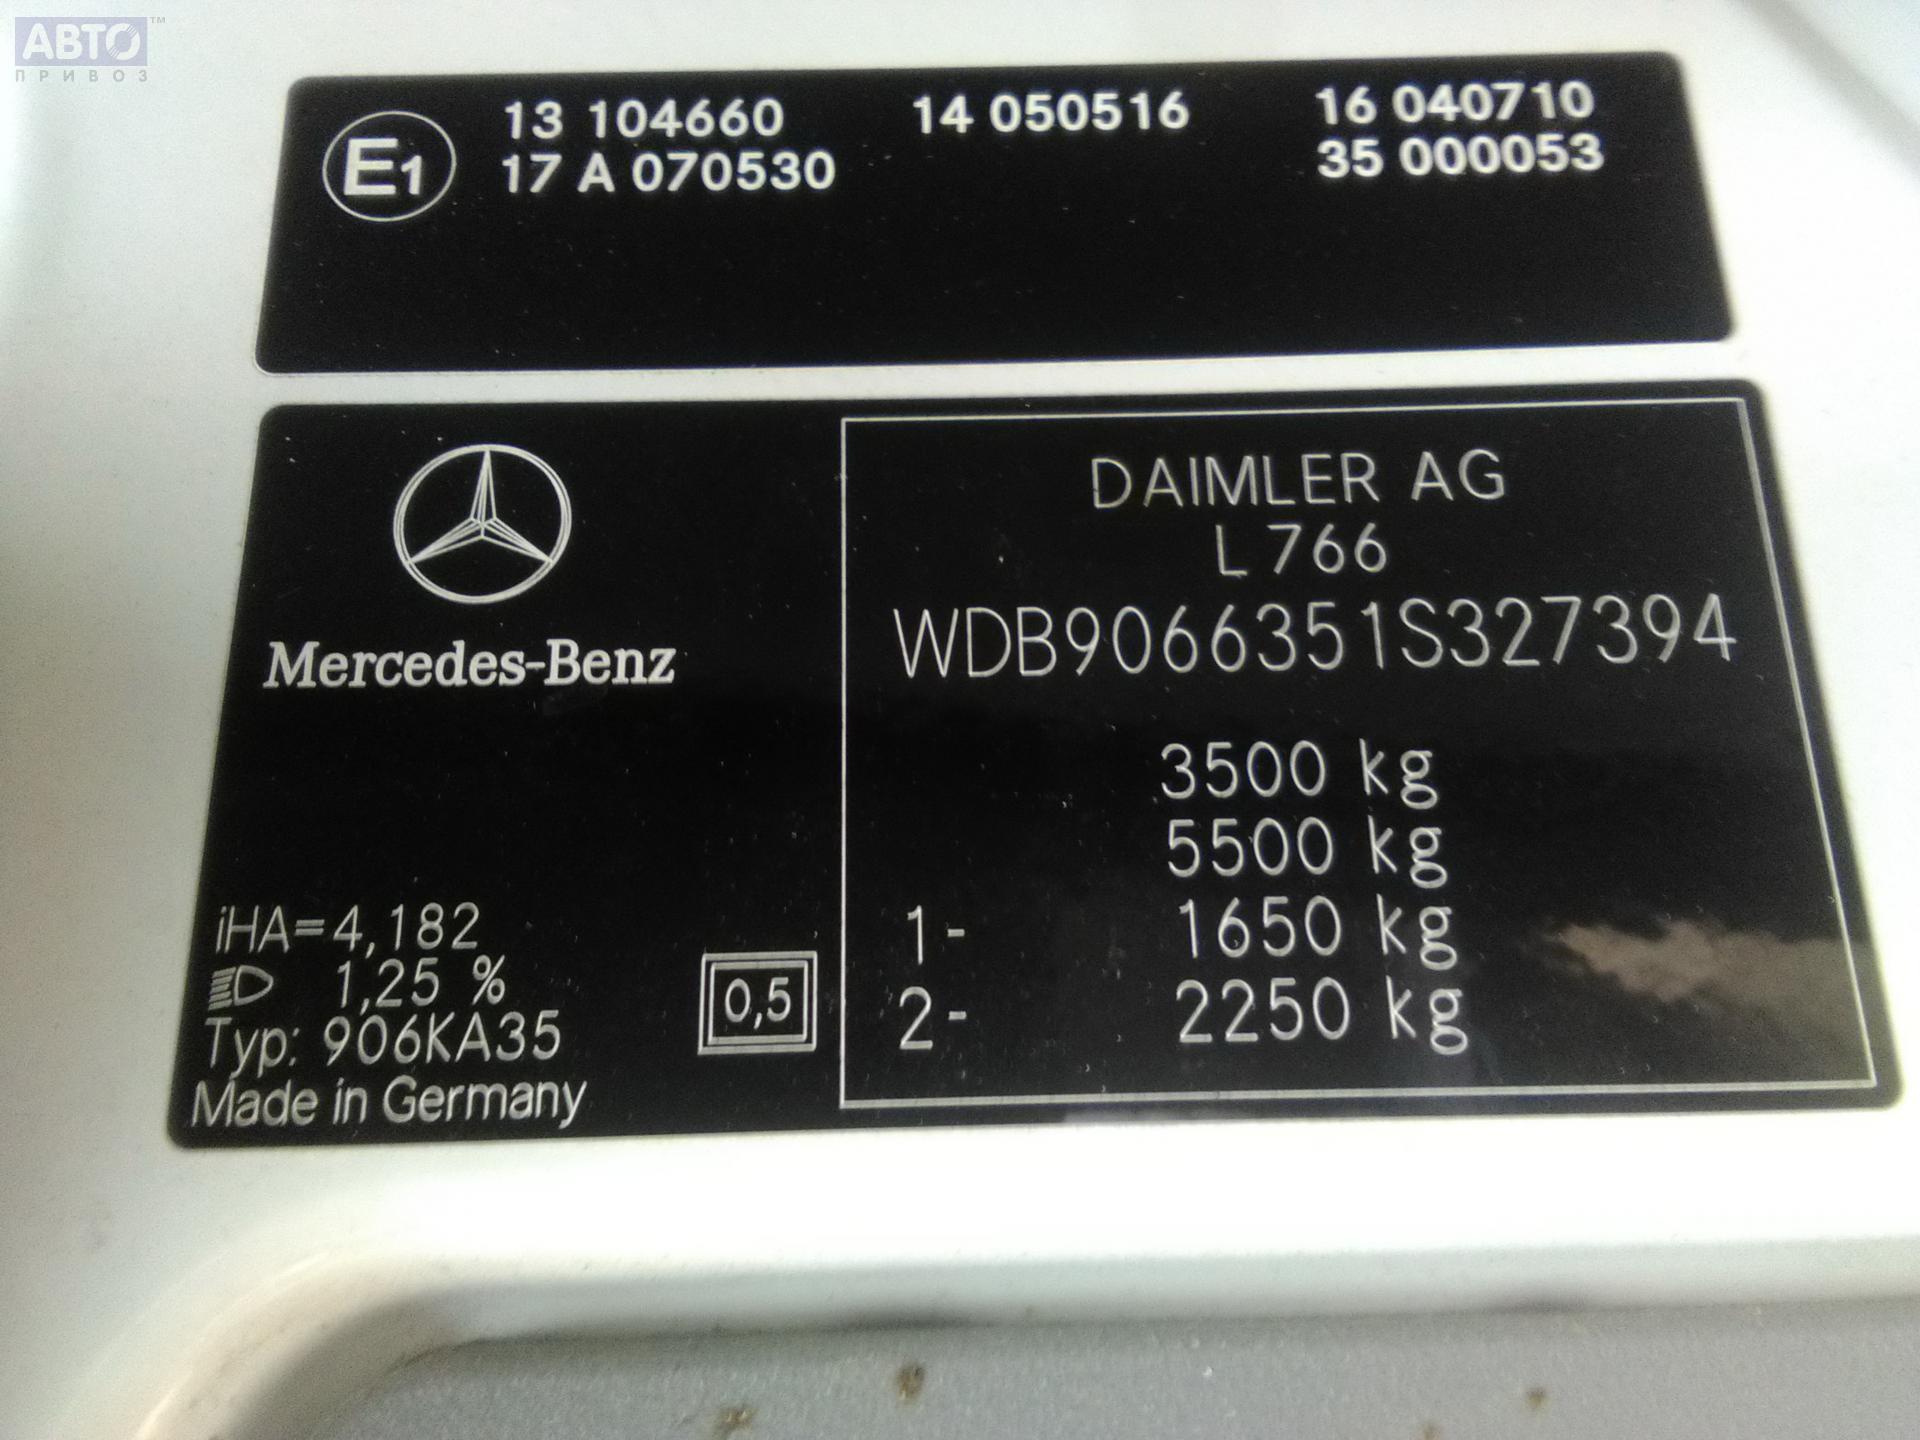 АВТО™
ПРИВОЗ
E1 13 104660 14 050516 16 040710
17 A 070530 35 000053
Mercedes-Benz
iHA=4,182
1,25 %
Typ: 906KA35
Made in Germany
0,5
DAIMLER AG
L 766
WDB9066351S327394
3500 kg
5500 kg
1- 1650 kg
2- 2250 kg